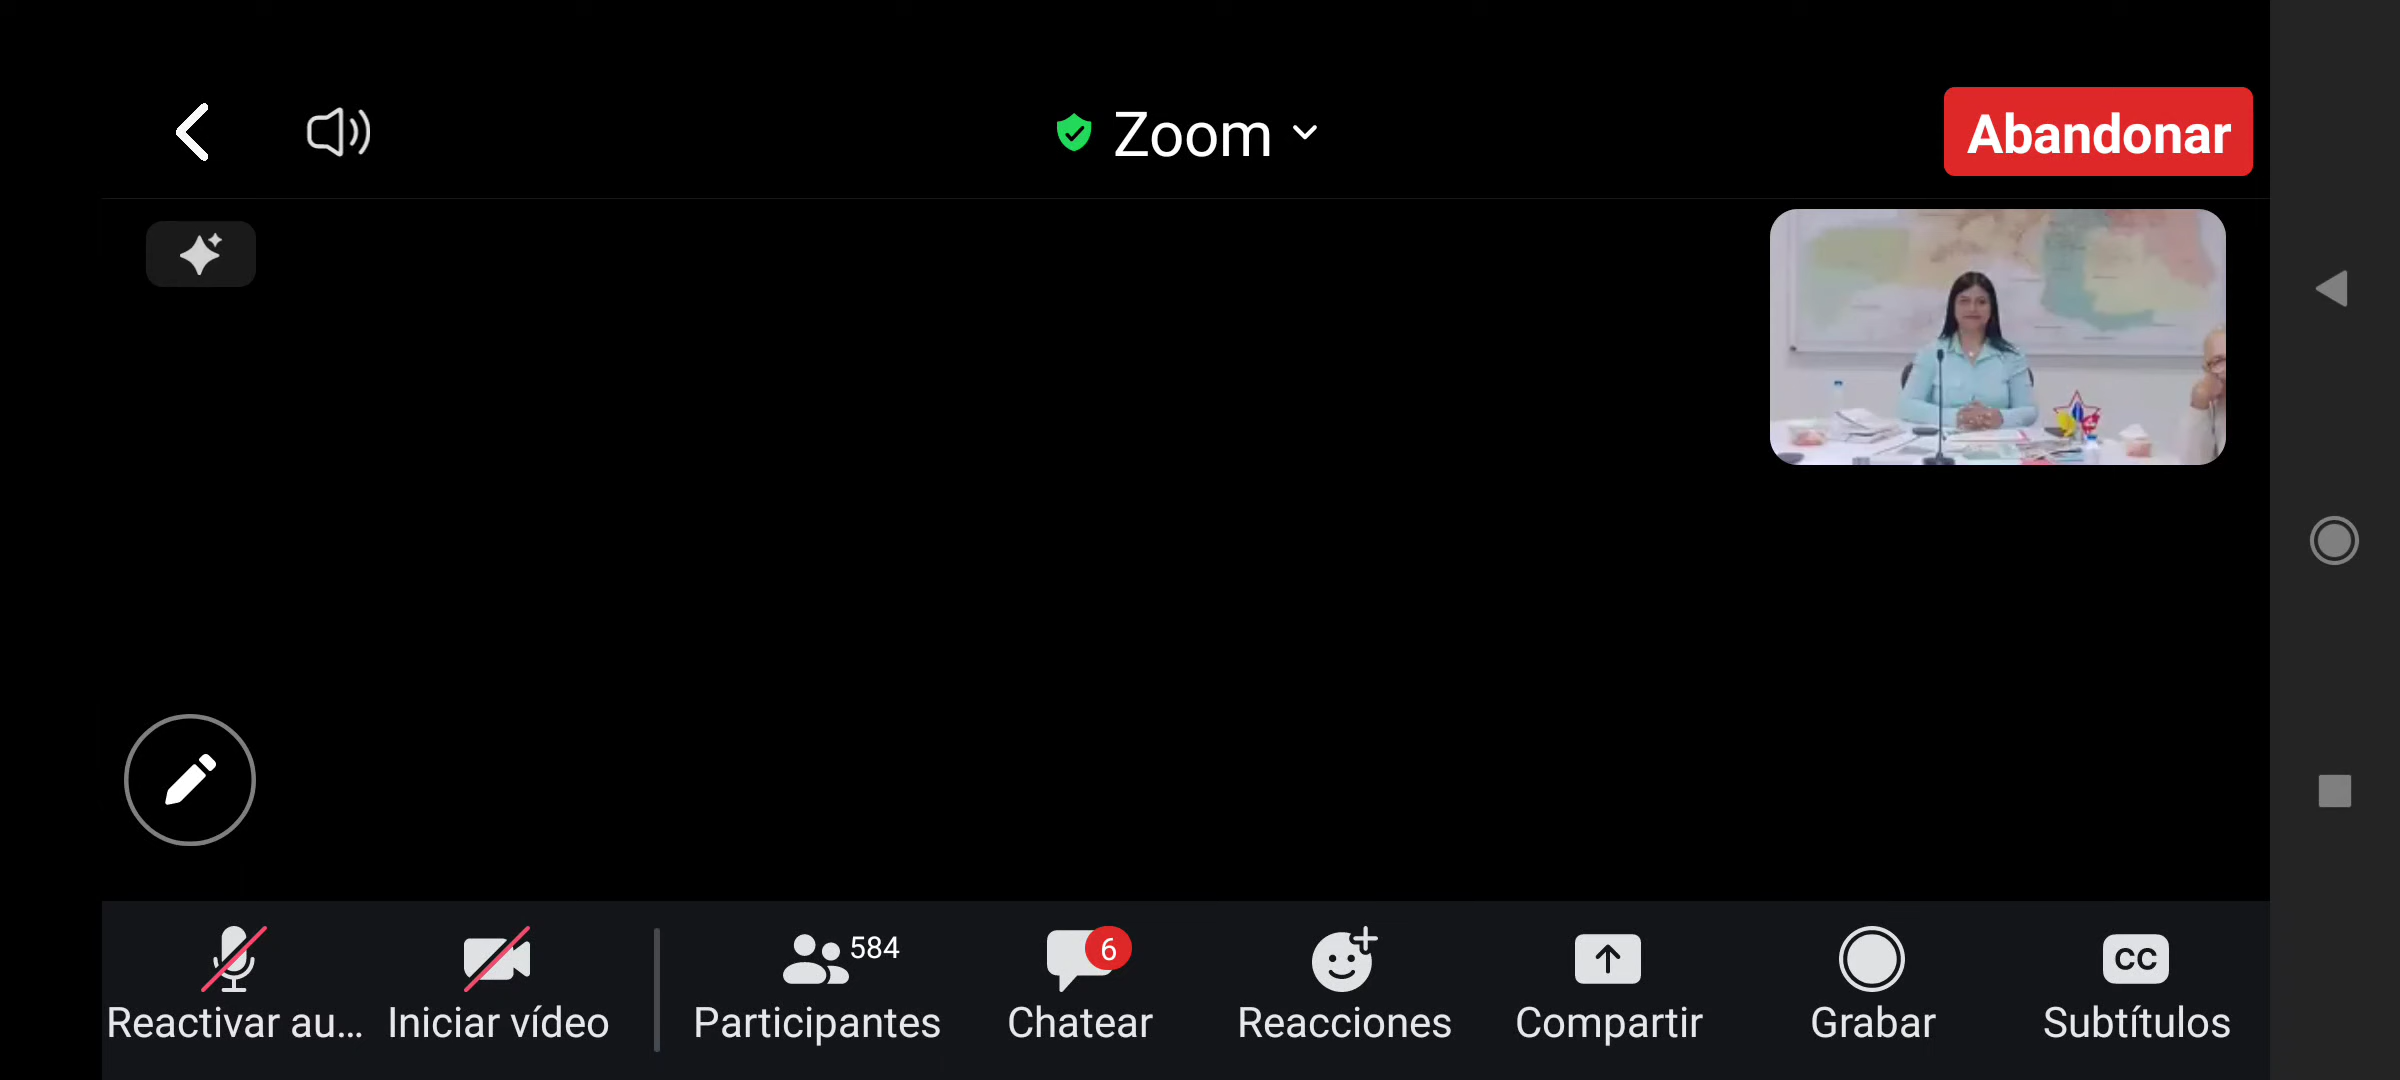 Zoom
Abandonar
584
6
CC
Reactivar au...
Iniciar vídeo
Participantes
Chatear
Reacciones
Compartir
Grabar
Subtítulos